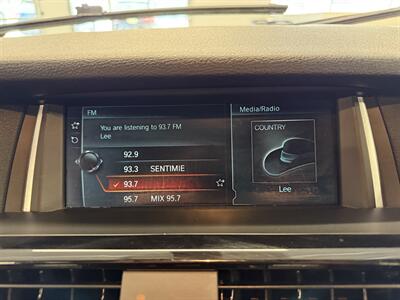 FM
Media/Radio
You are listening to 93.7 FM
Lee
92.9
93.3 SENTIMIE
93.7
95.7 MIX 95.7
COUNTRY
Lee